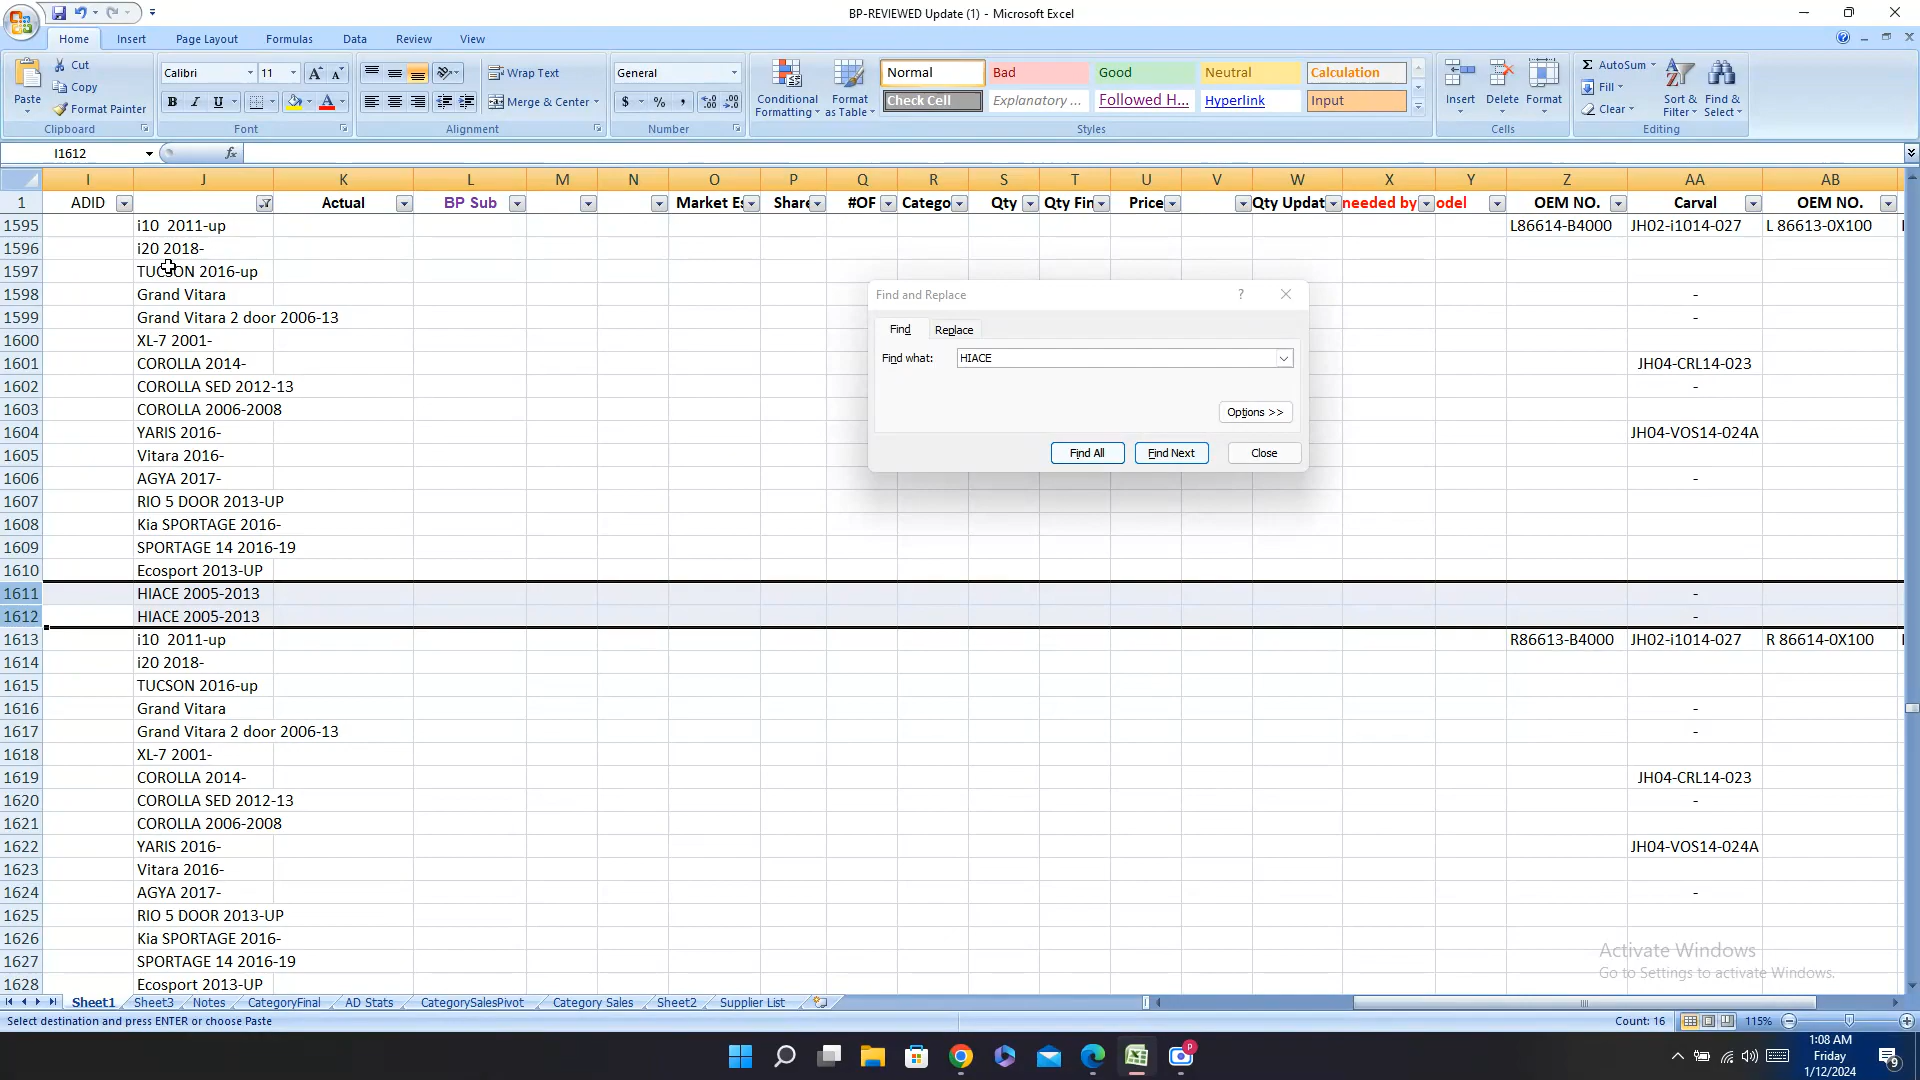 BP-REVIEWED Update (1) - Microsoft Excel
Home Insert Page Layout Formulas Data Review View
Paste Cut Copy Format Painter Clipboard
Calibri 11 A A B I U A Font
Wrap Text Merge & Center Alignment
General $ % , Number
Conditional Formatting Format as Table
Normal Bad Good Neutral Calculation
Check Cell Explanatory ... Followed H... Hyperlink Input
Styles
Insert Delete Format Cells
Σ AutoSum Fill Clear Sort & Filter Find & Select Editing
I1612 fx
I J K L M N O P Q R S T U V W X Y Z AA AB
1 ADID Actual BP Sub Market Es Share #OF Catego Qty Qty Fin Price Qty Updat needed by odel OEM NO. Carval OEM NO.
1595 i10 2011-up L86614-B4000 JH02-i1014-027 L 86613-0X100
1596 i20 2018-
1597 TUCSON 2016-up
1598 Grand Vitara -
1599 Grand Vitara 2 door 2006-13 -
1600 XL-7 2001-
1601 COROLLA 2014- JH04-CRL14-023
1602 COROLLA SED 2012-13 -
1603 COROLLA 2006-2008
1604 YARIS 2016- JH04-VOS14-024A
1605 Vitara 2016-
1606 AGYA 2017- -
1607 RIO 5 DOOR 2013-UP
1608 Kia SPORTAGE 2016-
1609 SPORTAGE 14 2016-19
1610 Ecosport 2013-UP
1611 HIACE 2005-2013 -
1612 HIACE 2005-2013 -
1613 i10 2011-up R86613-B4000 JH02-i1014-027 R 86614-0X100
1614 i20 2018-
1615 TUCSON 2016-up
1616 Grand Vitara -
1617 Grand Vitara 2 door 2006-13 -
1618 XL-7 2001-
1619 COROLLA 2014- JH04-CRL14-023
1620 COROLLA SED 2012-13 -
1621 COROLLA 2006-2008
1622 YARIS 2016- JH04-VOS14-024A
1623 Vitara 2016-
1624 AGYA 2017- -
1625 RIO 5 DOOR 2013-UP
1626 Kia SPORTAGE 2016-
1627 SPORTAGE 14 2016-19
1628 Ecosport 2013-UP
Find and Replace ?
Find Replace
Find what: HIACE
Options >>
Find All Find Next Close
Activate Windows
Go to Settings to activate Windows.
Sheet1 Sheet3 Notes CategoryFinal AD Stats CategorySalesPivot Category Sales Sheet2 Supplier List
Select destination and press ENTER or choose Paste Count: 16 115%
1:08 AM
Friday
1/12/2024
P
9